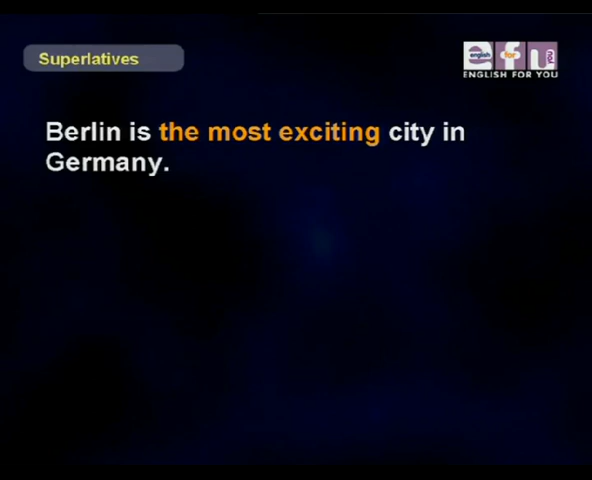 Superlatives
english for you
ENGLISH FOR YOU
Berlin is the most exciting city in
Germany.